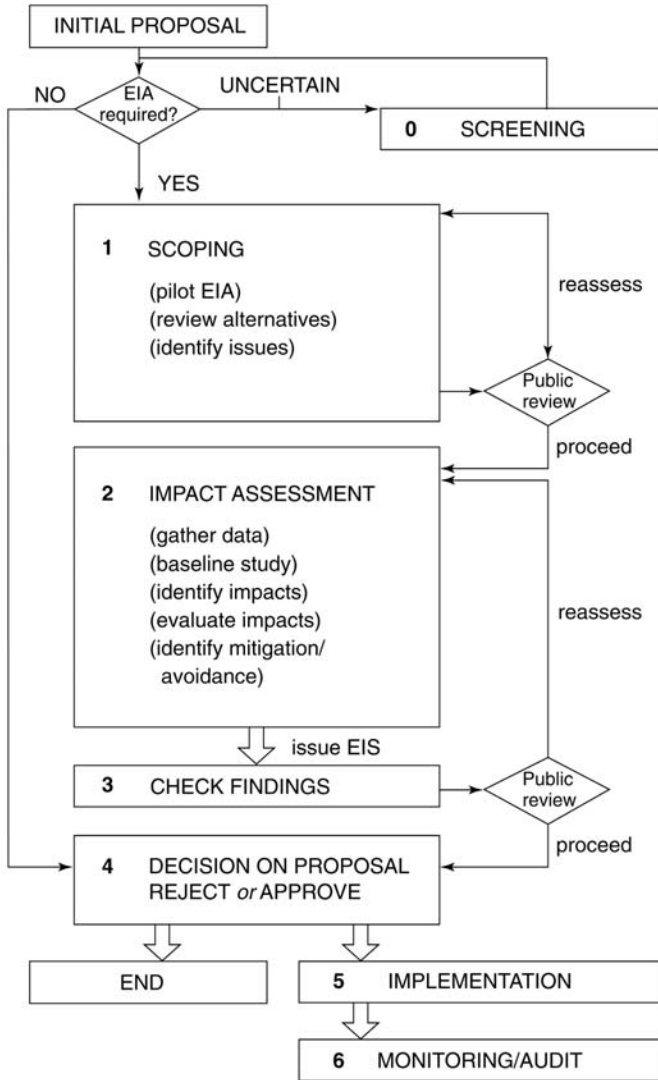 INITIAL PROPOSAL
NO
EIA
required?
UNCERTAIN
0 SCREENING
YES
1 SCOPING
(pilot EIA)
(review alternatives)
(identify issues)
reassess
Public
review
proceed
2 IMPACT ASSESSMENT
(gather data)
(baseline study)
(identify impacts)
(evaluate impacts)
(identify mitigation/
avoidance)
reassess
issue EIS
3 CHECK FINDINGS
Public
review
proceed
4 DECISION ON PROPOSAL
REJECT or APPROVE
END
5 IMPLEMENTATION
6 MONITORING/AUDIT